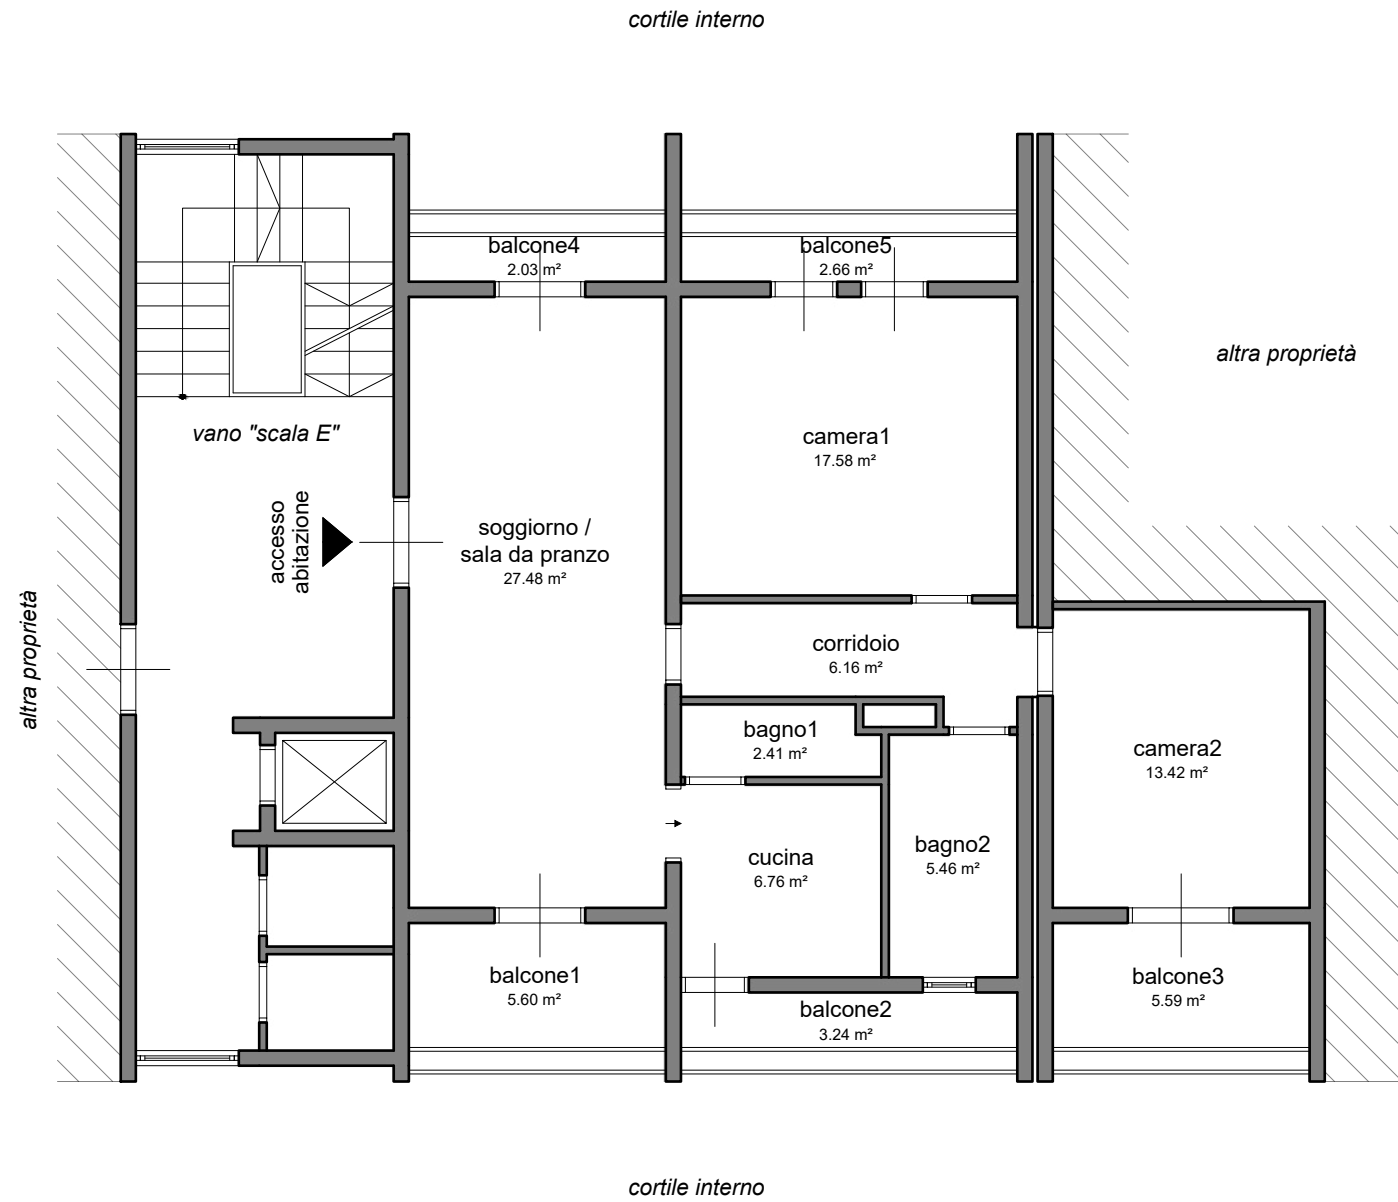 cortile interno
balcone4
2.03 m²
balcone5
2.66 m²
altra proprietà
vano "scala E"
camera1
17.58 m²
accesso
abitazione
soggiorno /
sala da pranzo
27.48 m²
altra proprietà
corridoio
6.16 m²
bagno1
2.41 m²
camera2
13.42 m²
cucina
6.76 m²
bagno2
5.46 m²
balcone1
5.60 m²
balcone2
3.24 m²
balcone3
5.59 m²
cortile interno